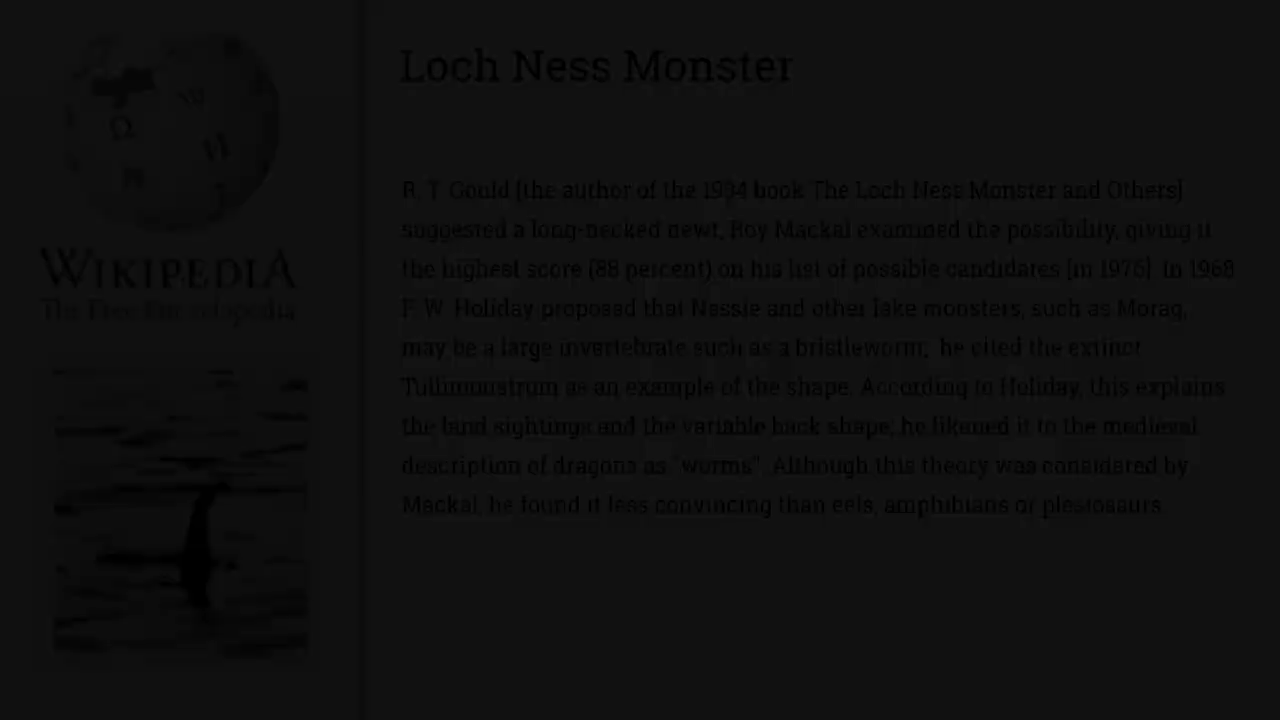 WIKIPEDIA
The Free Encyclopedia
Loch Ness Monster
R. T. Gould [the author of the 1934 book The Loch Ness Monster and Others]
suggested a long-necked newt; Roy Mackal examined the possibility, giving it
the highest score (88 percent) on his list of possible candidates [in 1976]. In 1968
F. W. Holiday proposed that Nessie and other lake monsters, such as Morag,
may be a large invertebrate such as a bristleworm; he cited the extinct
Tullimonstrum as an example of the shape. According to Holiday, this explains
the land sightings and the variable back shape; he likened it to the medieval
description of dragons as "worms". Although this theory was considered by
Mackal, he found it less convincing than eels, amphibians or plesiosaurs.